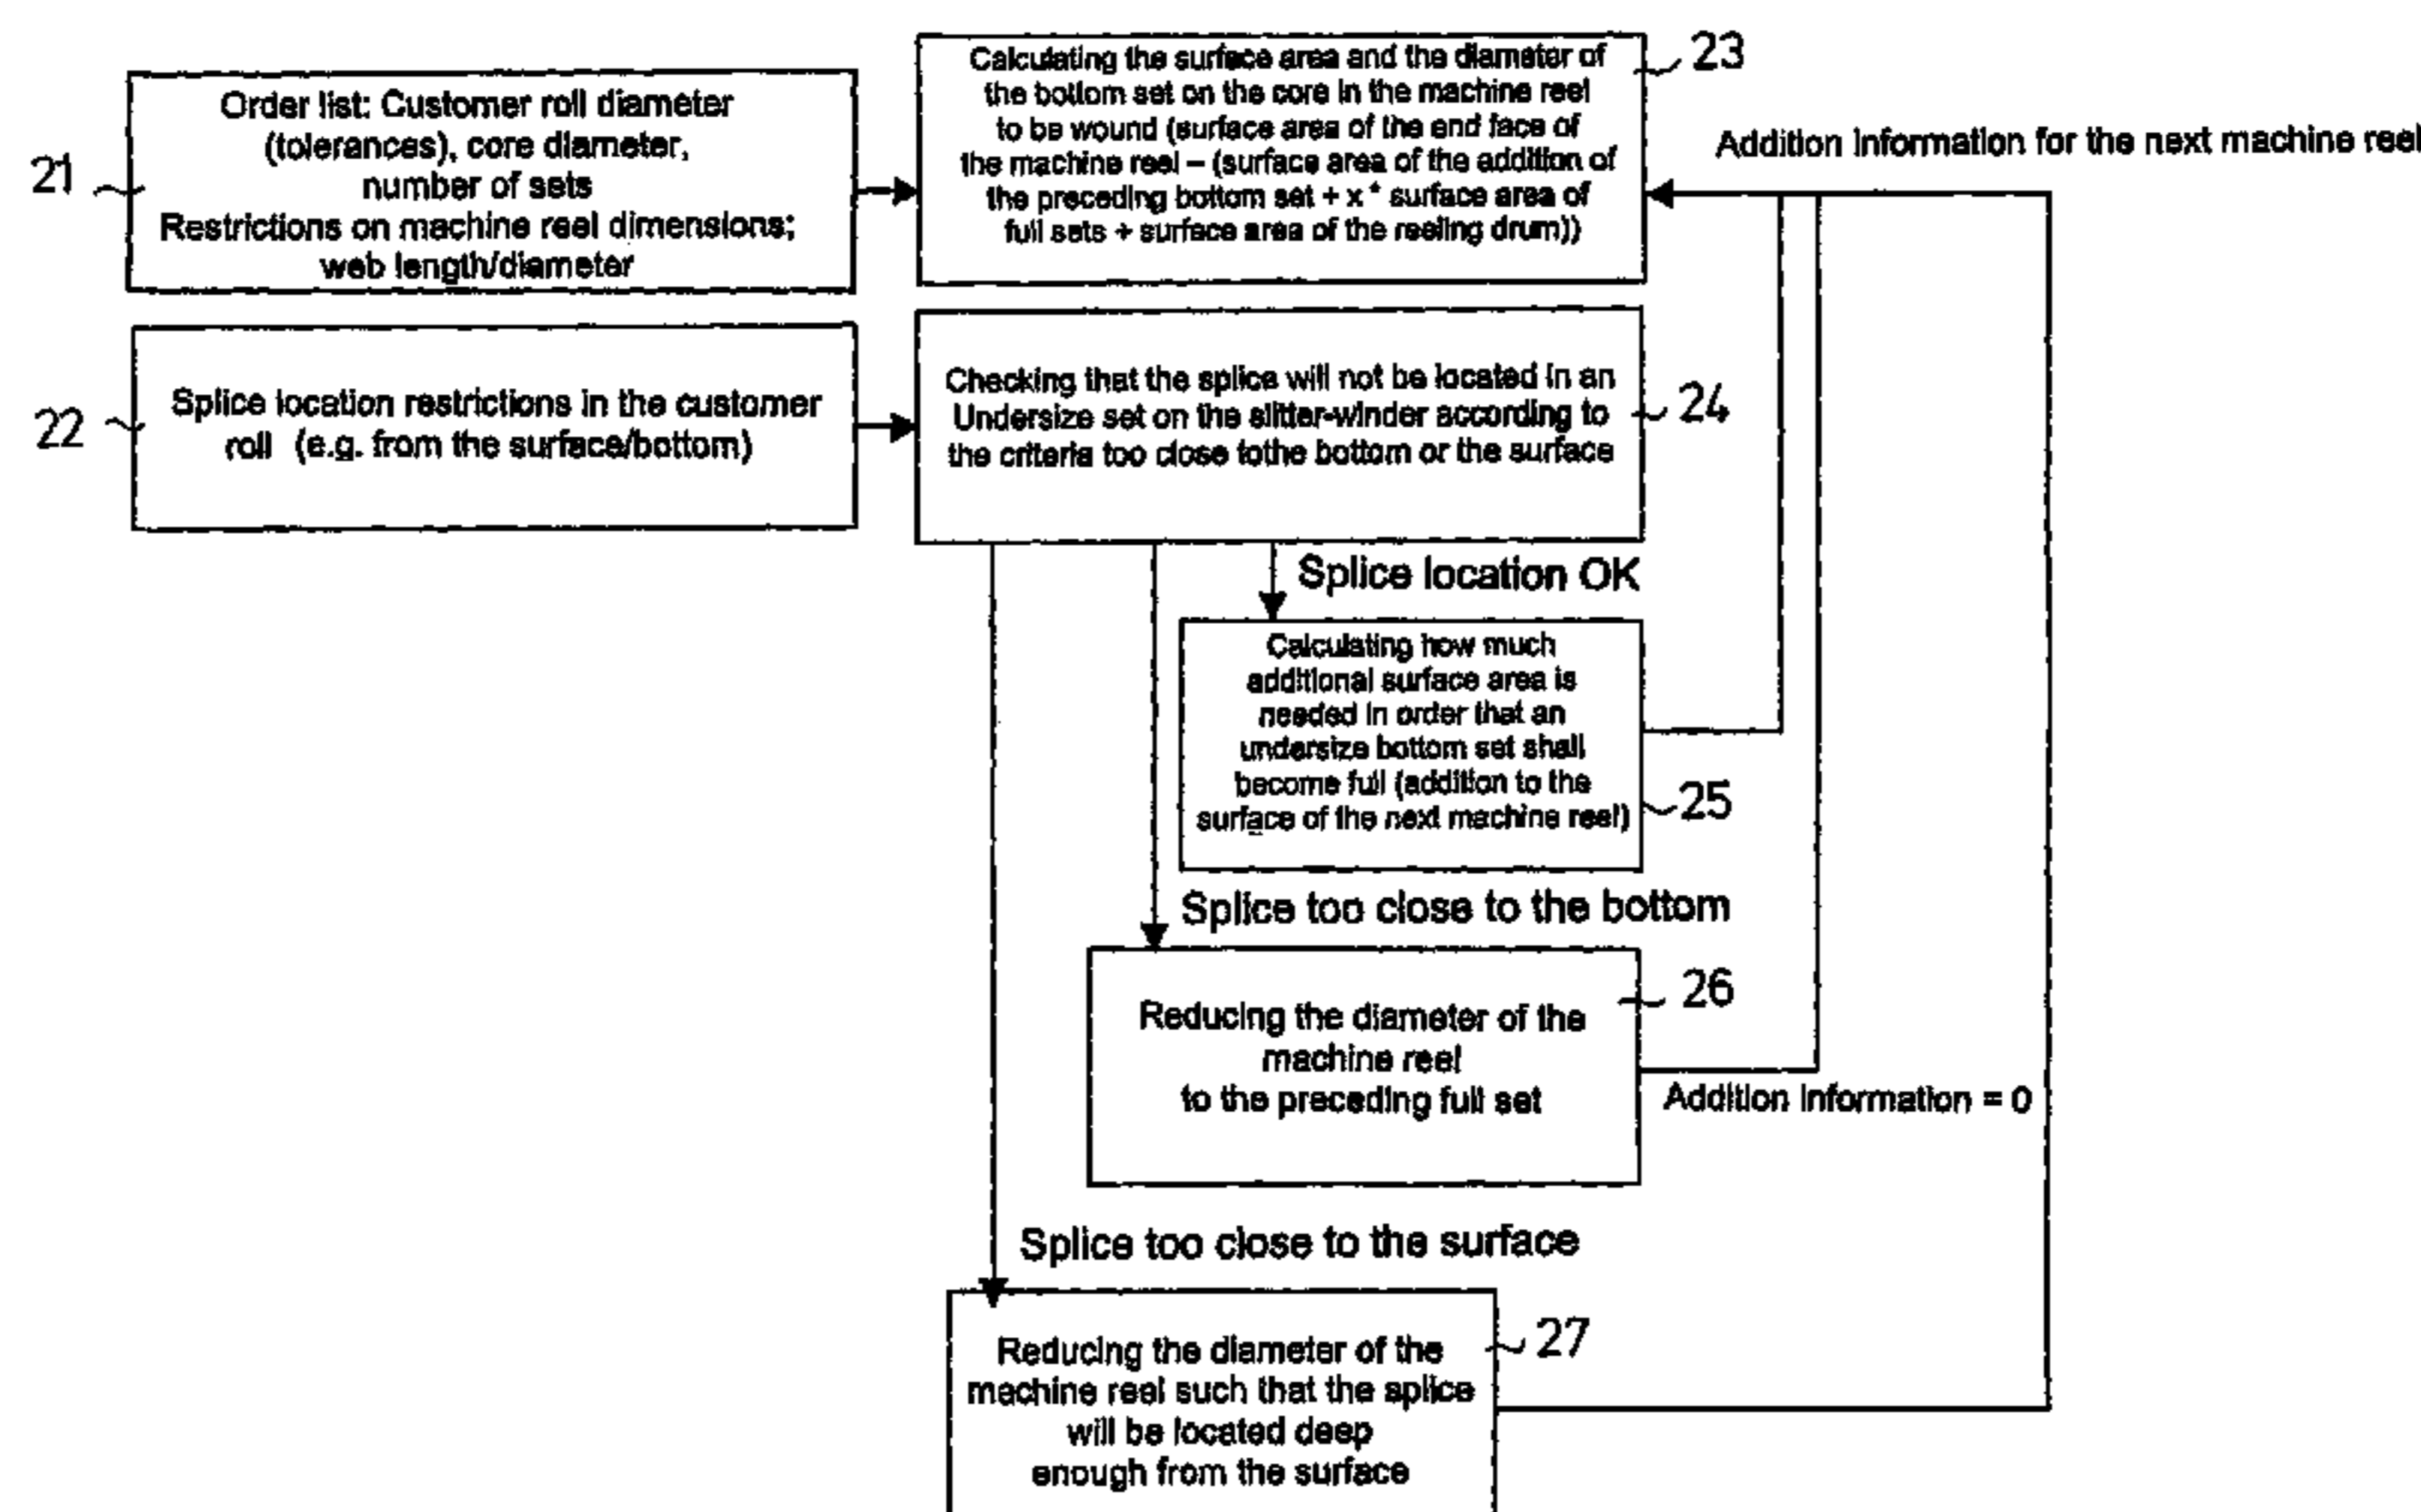 21
Order list: Customer roll diameter
(tolerances), core diameter,
number of sets
Restrictions on machine reel dimensions;
web length/diameter
23
Calculating the surface area and the diameter of
the bottom set on the core in the machine reel
to be wound (surface area of the end face of
the machine reel – (surface area of the addition of
the preceding bottom set + x * surface area of
full sets + surface area of the reeling drum))
Addition Information for the next machine reel
22
Splice location restrictions in the customer
roll (e.g. from the surface/bottom)
24
Checking that the splice will not be located in an
Undersize set on the slitter-winder according to
the criteria too close tothe bottom or the surface
Splice location OK
Calculating how much
additional surface area is
needed in order that an
undersize bottom set shall
become full (addition to the
surface of the next machine reel)
25
Splice too close to the bottom
26
Reducing the diameter of the
machine reel
to the preceding full set
Addition Information = 0
Splice too close to the surface
27
Reducing the diameter of the
machine reel such that the splice
will be located deep
enough from the surface